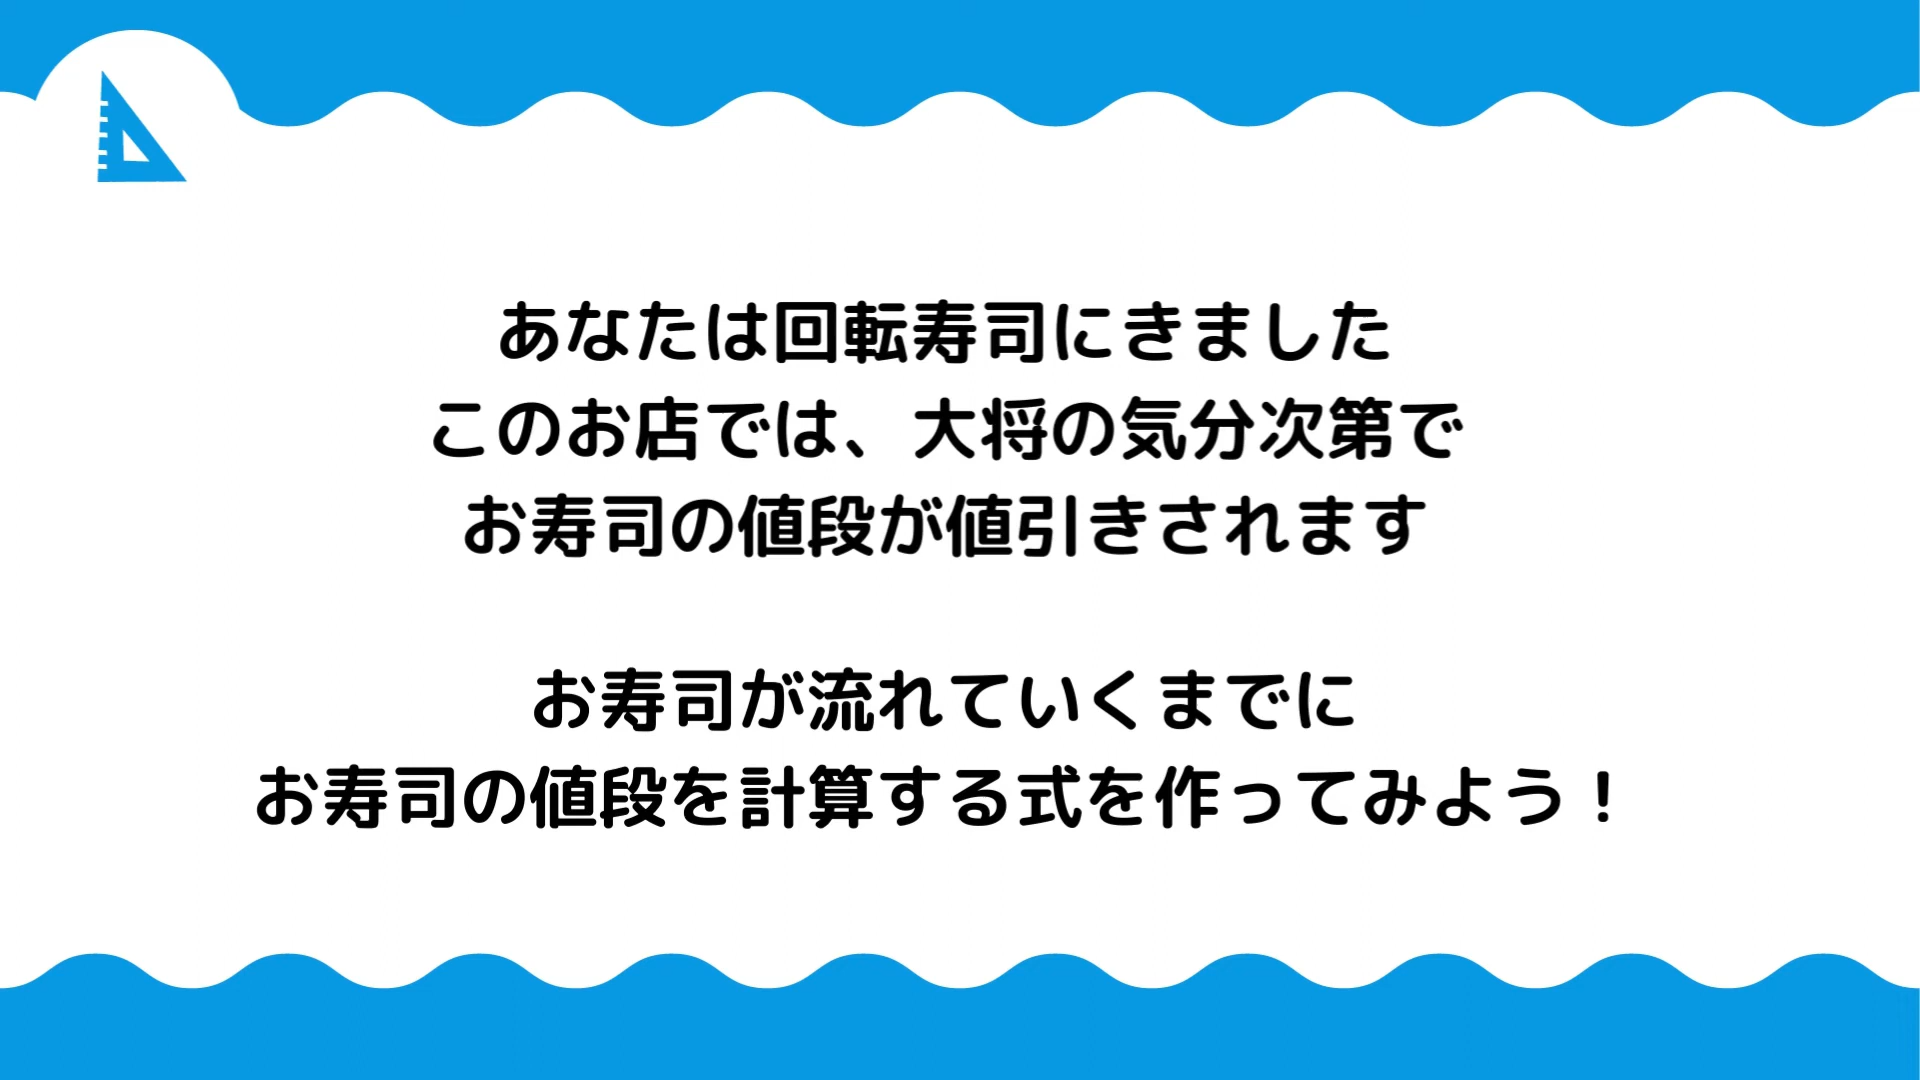 あなたは回転寿司にきました
このお店では、大将の気分次第で
お寿司の値段が値引きされます
お寿司が流れていくまでに
お寿司の値段を計算する式を作ってみよう！